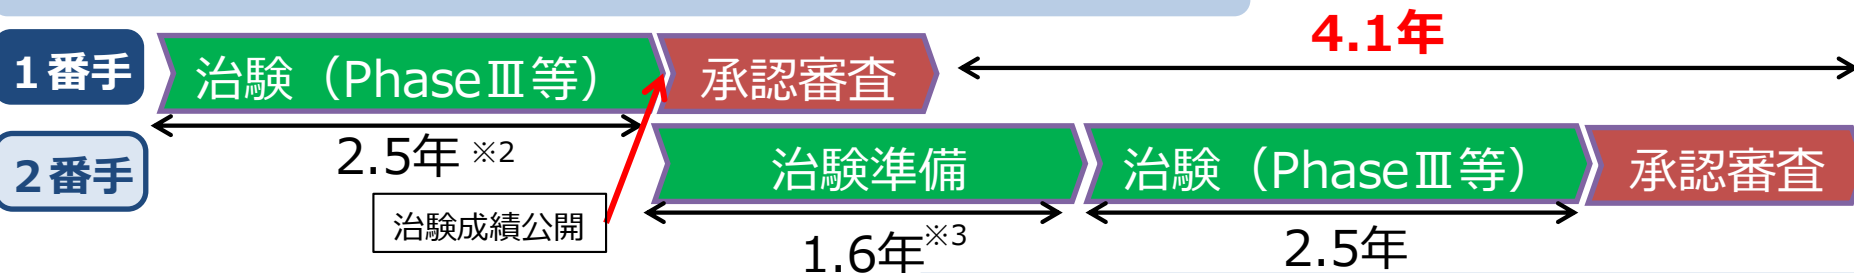 4.1年
1番手
治験（PhaseⅢ等）
承認審査
2.5年 ※2
2番手
治験準備
治験（PhaseⅢ等）
承認審査
治験成績公開
1.6年※3
2.5年